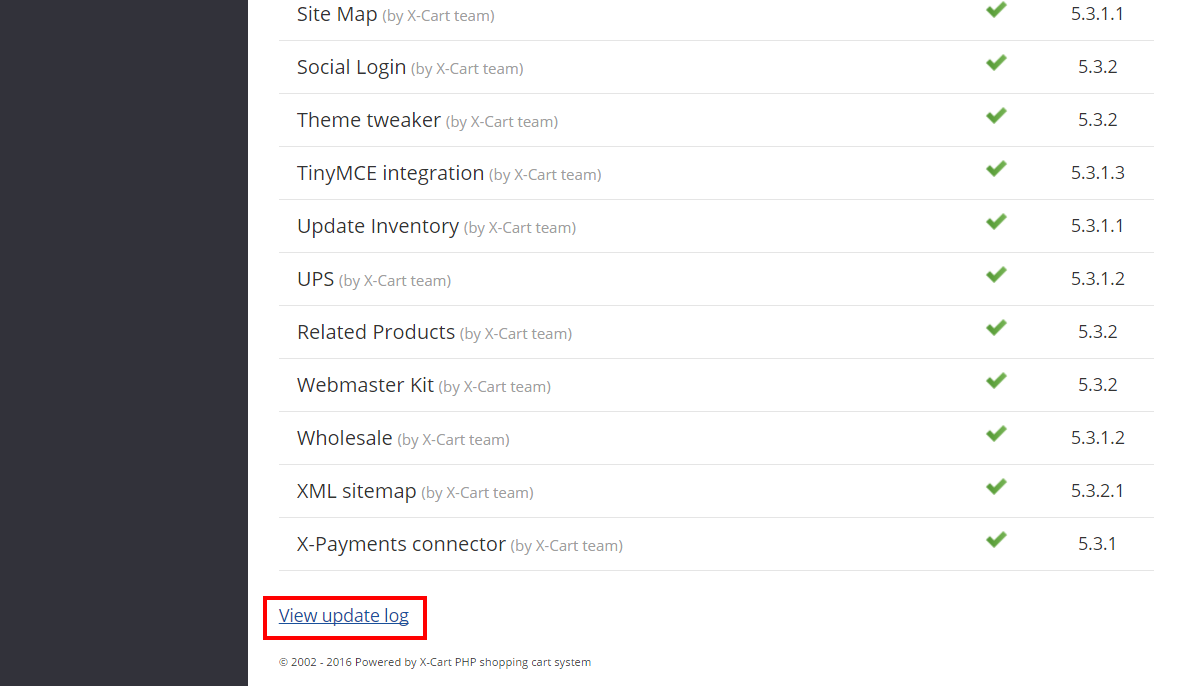 Site Map (by X-Cart team) 5.3.1.1
Social Login (by X-Cart team) 5.3.2
Theme tweaker (by X-Cart team) 5.3.2
TinyMCE integration (by X-Cart team) 5.3.1.3
Update Inventory (by X-Cart team) 5.3.1.1
UPS (by X-Cart team) 5.3.1.2
Related Products (by X-Cart team) 5.3.2
Webmaster Kit (by X-Cart team) 5.3.2
Wholesale (by X-Cart team) 5.3.1.2
XML sitemap (by X-Cart team) 5.3.2.1
X-Payments connector (by X-Cart team) 5.3.1
View update log
© 2002 - 2016 Powered by X-Cart PHP shopping cart system